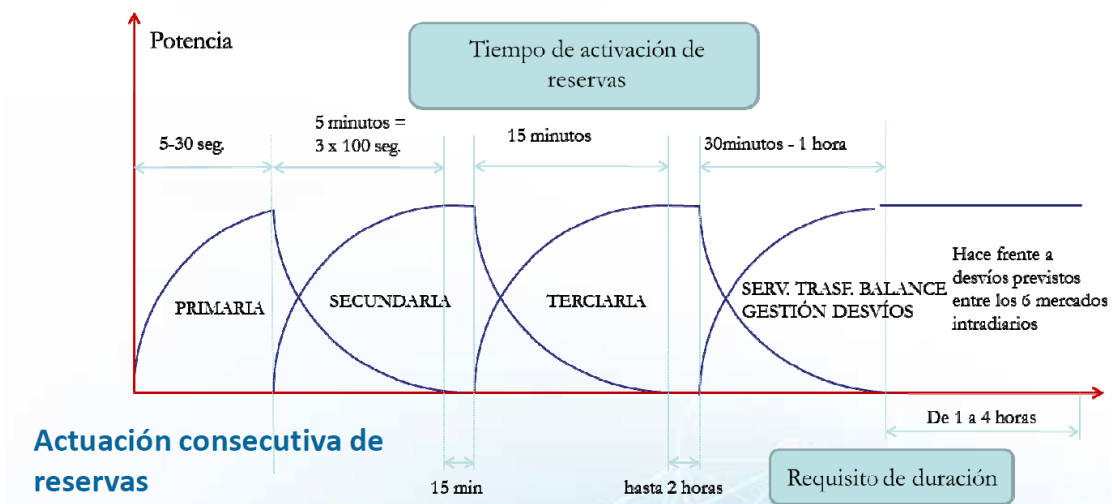 Potencia
Tiempo de activación de
reservas
5-30 seg.
5 minutos =
3 x 100 seg.
15 minutos
30minutos - 1 hora
PRIMARIA
SECUNDARIA
TERCIARIA
SERV. TRASF. BALANCE
GESTIÓN DESVÍOS
Hace frente a
desvíos previstos
entre los 6 mercados
intradiarios
De 1 a 4 horas
Actuación consecutiva de
reservas
15 min
hasta 2 horas
Requisito de duración